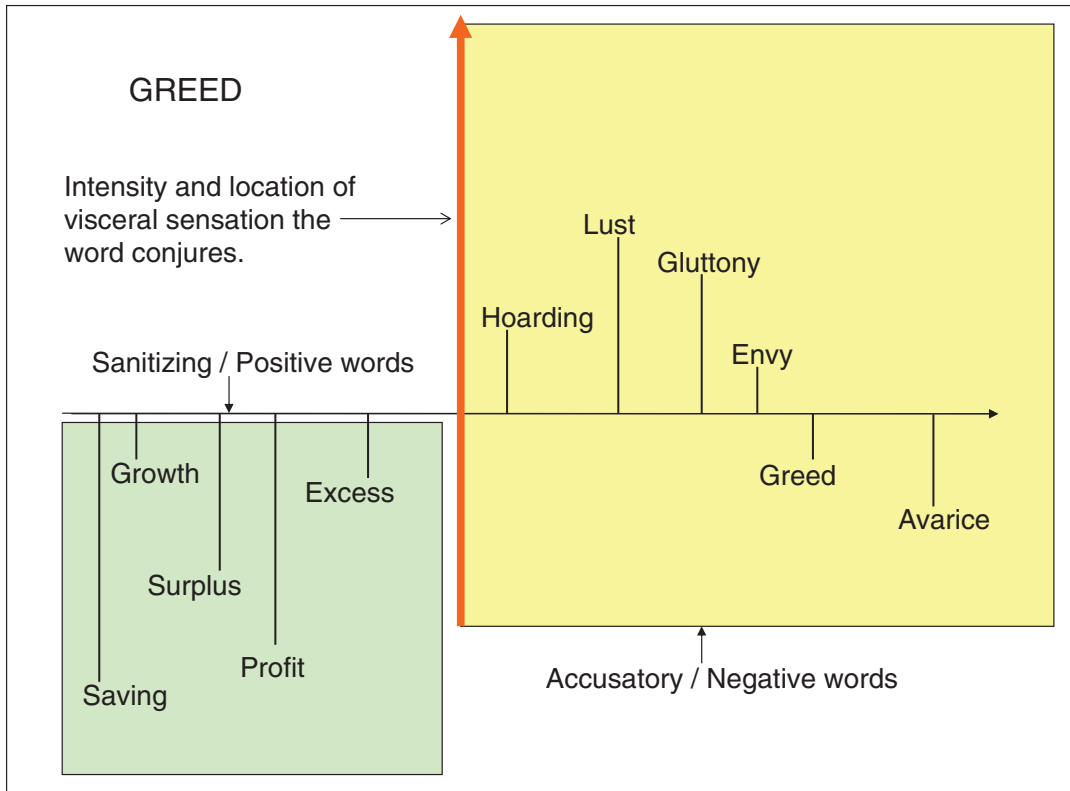 GREED
Intensity and location of
visceral sensation the
word conjures.
Lust
Gluttony
Hoarding
Envy
Sanitizing / Positive words
Growth
Excess
Greed
Avarice
Surplus
Profit
Saving
Accusatory / Negative words